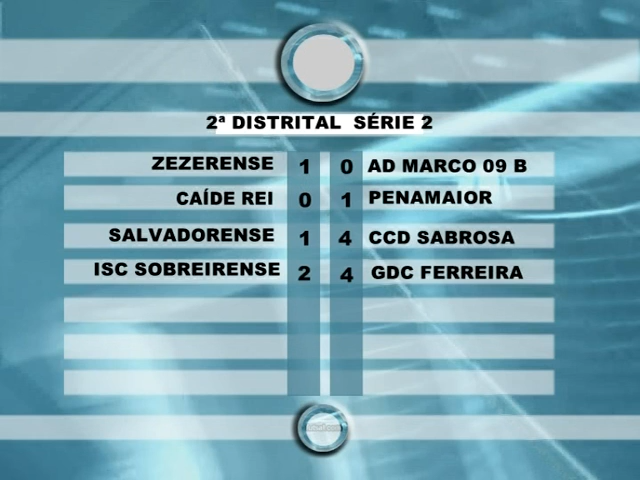 2ª DISTRITAL SÉRIE 2
ZEZERENSE 1 0 AD MARCO 09 B
CAÍDE REI 0 1 PENAMAIOR
SALVADORENSE 1 4 CCD SABROSA
ISC SOBREIRENSE 2 4 GDC FERREIRA